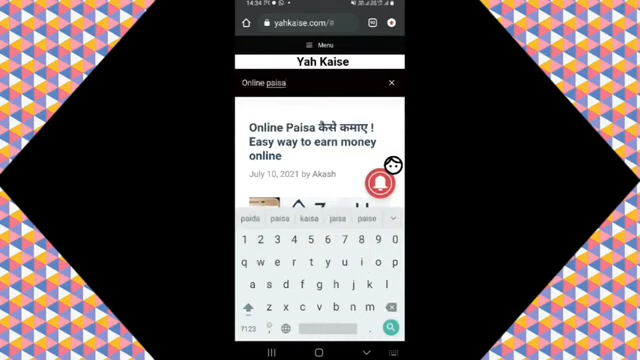 14:34
yahkaise.com/#
Menu
Yah Kaise
Online paisa
Online Paisa कैसे कमाए !
Easy way to earn money
online
July 10, 2021 by Akash
paida paisa kaisa jaisa paise
1 2 3 4 5 6 7 8 9 0
q w e r t y u i o p
a s d f g h j k l
z x c v b n m